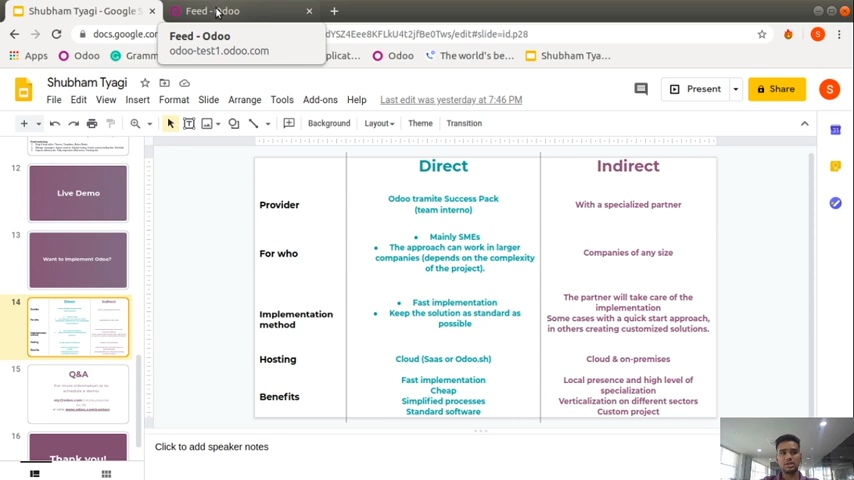 Shubham Tyagi - Google S
Feed - Odoo
docs.google.com
Feed - Odoo
odoo-test1.odoo.com
dYSZ4Eee8KFLkU4t2jfBe0Tws/edit#slide=id.p28
Apps
Odoo
Gramm
plicat...
Odoo
The world's be...
Shubham Tya...
Shubham Tyagi
File
Edit
View
Insert
Format
Slide
Arrange
Tools
Add-ons
Help
Last edit was yesterday at 7:46 PM
Present
Share
S
Background
Layout
Theme
Transition
12
Live Demo
13
Want to implement Odoo?
14
Direct
Indirect
15
Q&A
16
Thank you!
Direct
Indirect
Provider
Odoo tramite Success Pack
(team interno)
With a specialized partner
For who
Mainly SMEs
The approach can work in larger
companies (depends on the complexity
of the project).
Companies of any size
Implementation
method
Fast implementation
Keep the solution as standard as
possible
The partner will take care of the
implementation
Some cases with a quick start approach,
in others creating customized solutions.
Hosting
Cloud (Saas or Odoo.sh)
Cloud & on-premises
Benefits
Fast implementation
Cheap
Simplified processes
Standard software
Local presence and high level of
specialization
Verticalization on different sectors
Custom project
Click to add speaker notes